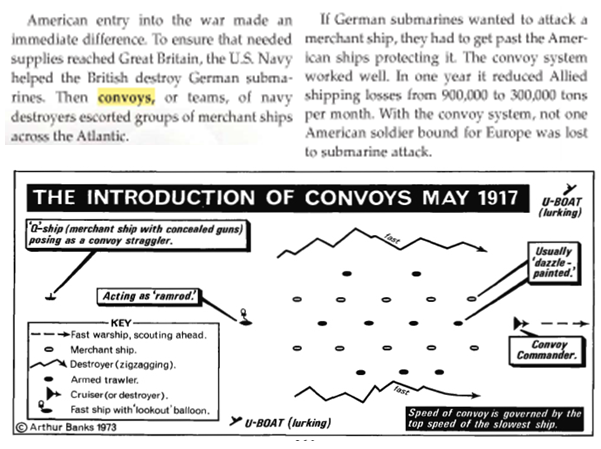 American entry into the war made an
immediate difference. To ensure that needed
supplies reached Great Britain, the U.S. Navy
helped the British destroy German subma-
rines. Then convoys, or teams, of navy
destroyers escorted groups of merchant ships
across the Atlantic.
If German submarines wanted to attack a
merchant ship, they had to get past the Amer-
ican ships protecting it. The convoy system
worked well. In one year it reduced Allied
shipping losses from 900,000 to 300,000 tons
per month. With the convoy system, not one
American soldier bound for Europe was lost
to submarine attack.
THE INTRODUCTION OF CONVOYS MAY 1917
U-BOAT
(lurking)
'Q-ship (merchant ship with concealed guns)
posing as a convoy straggler.
fast
Usually
'dazzle-
painted.'
Acting as 'ramrod.'
KEY
Fast warship, scouting ahead.
Merchant ship.
Destroyer (zigzagging).
Armed trawler.
Cruiser (or destroyer).
Fast ship with 'lookout' balloon.
Convoy
Commander.
fast
Speed of convoy is governed by the
top speed of the slowest ship.
U-BOAT (lurking)
© Arthur Banks 1973